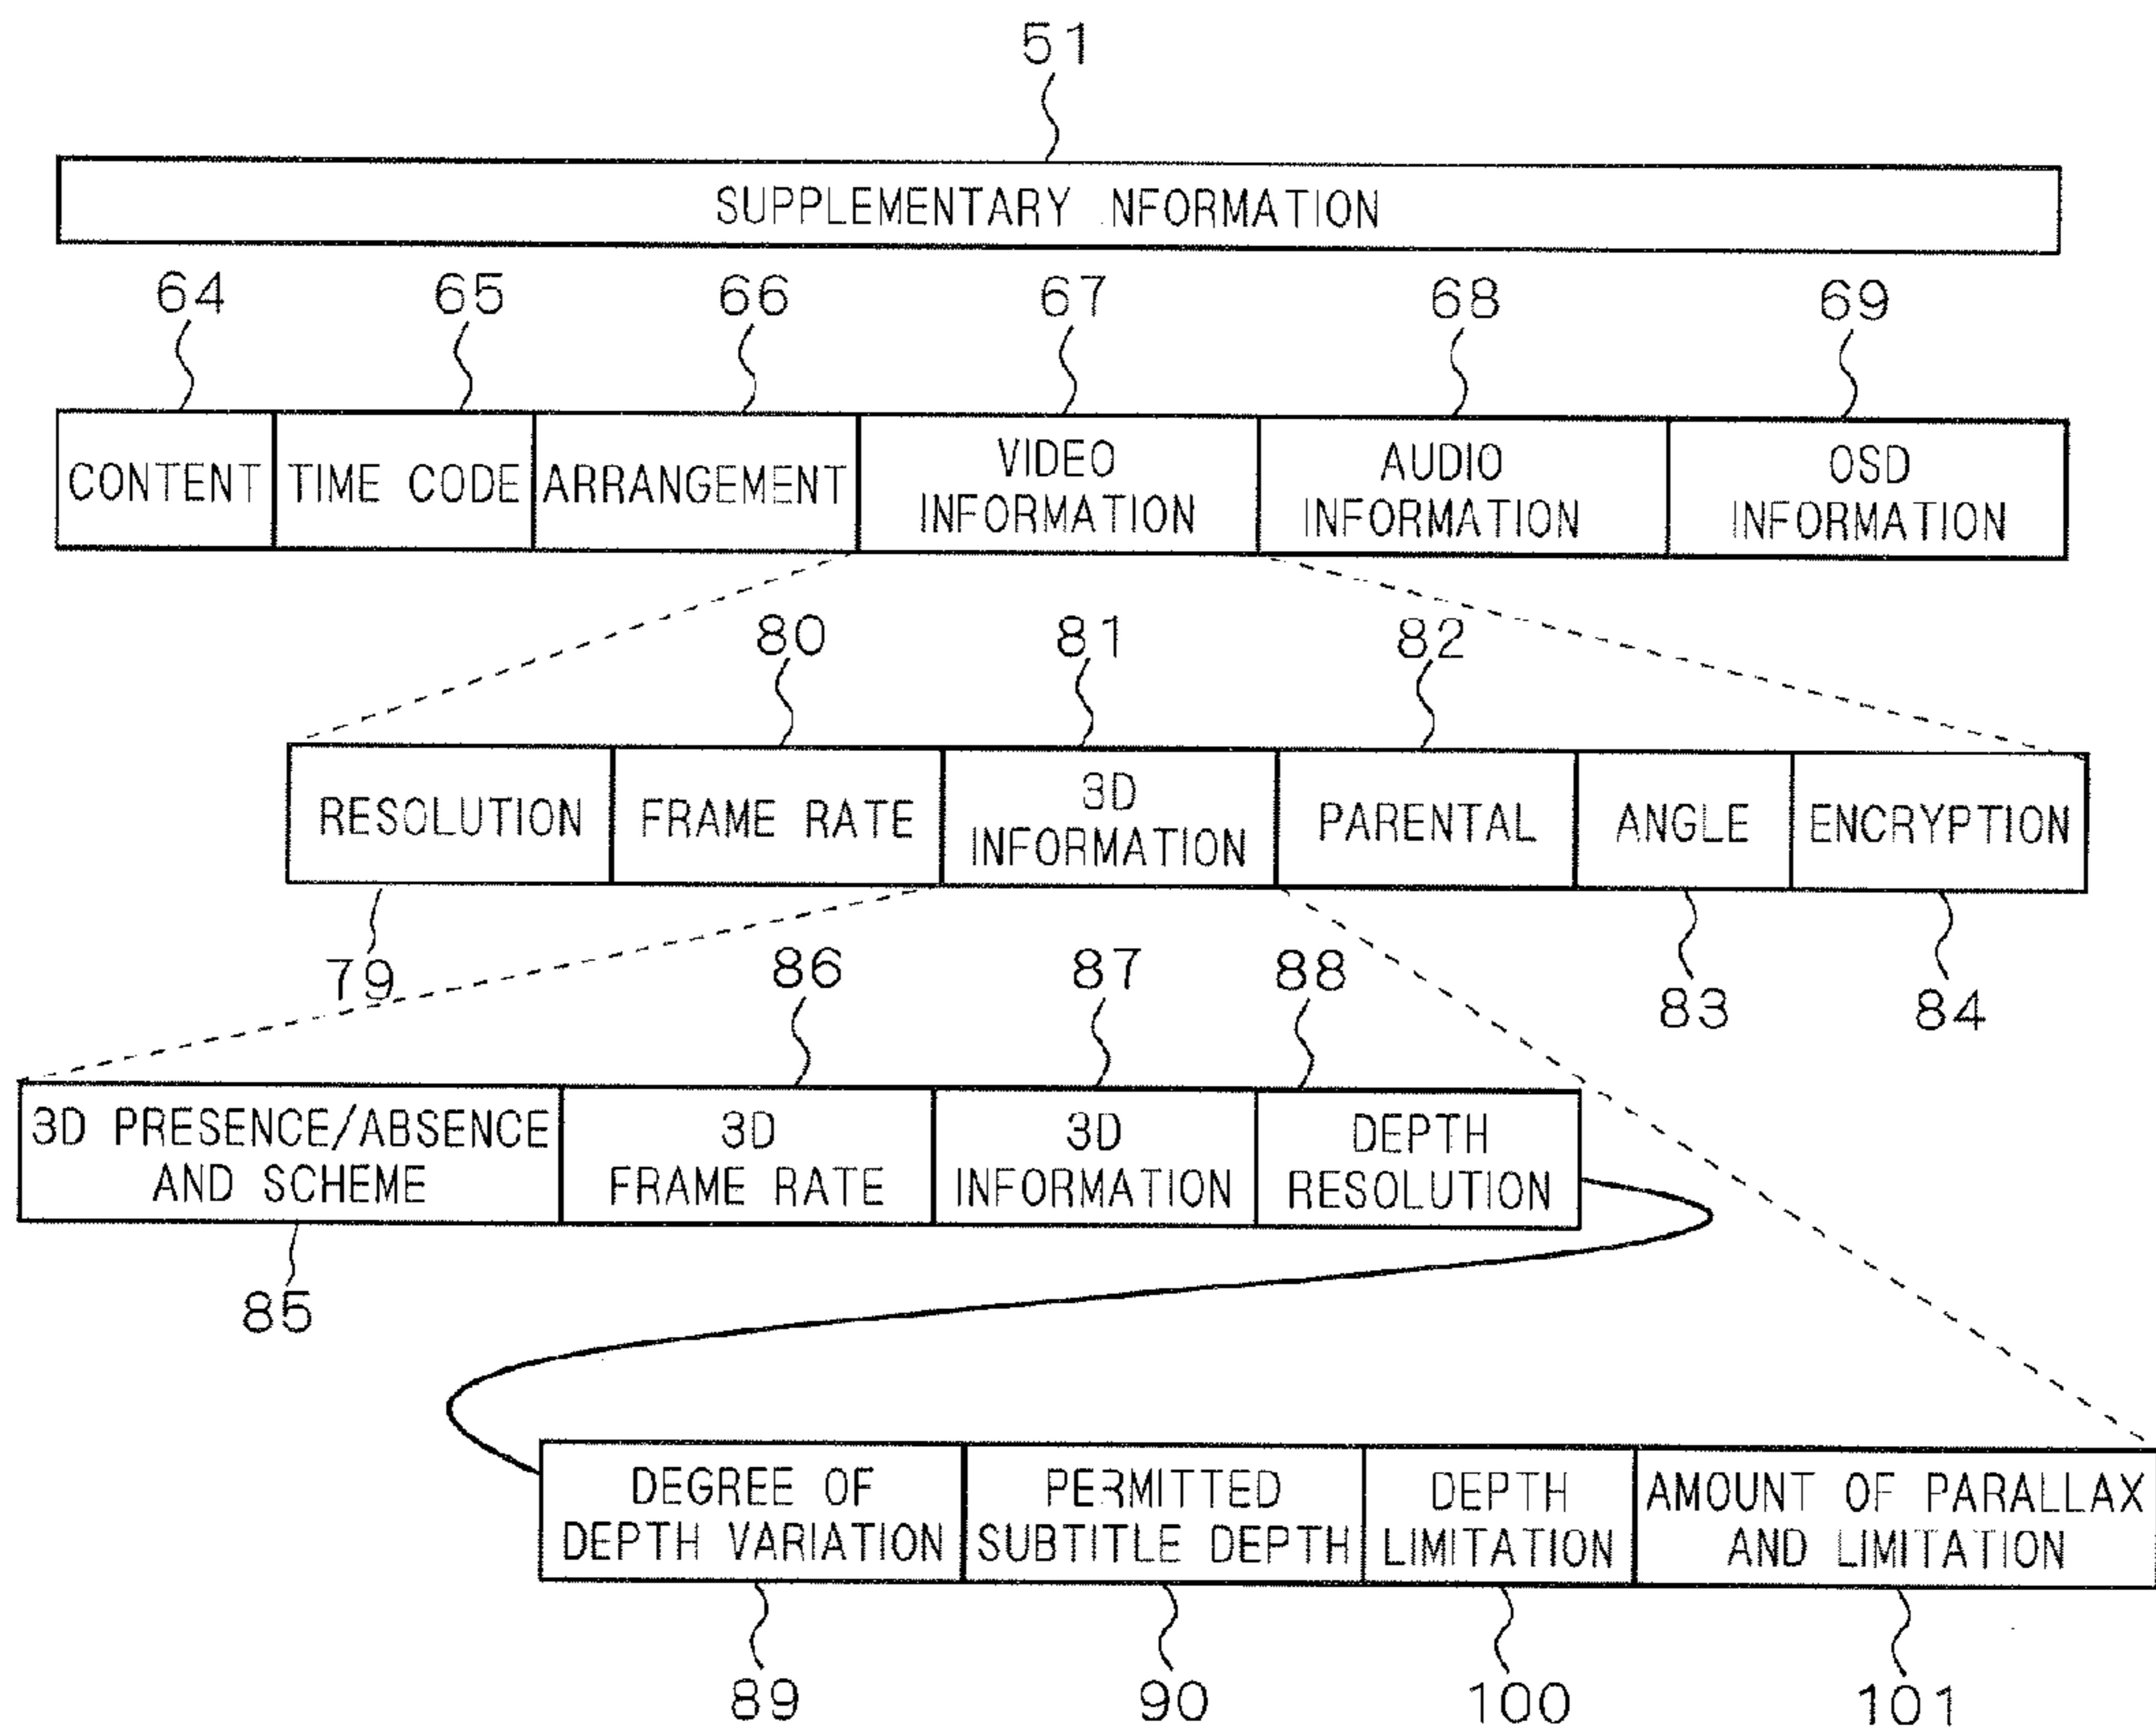 51
SUPPLEMENTARY .NFORMATION
64 65 66 67 68 69
CONTENT
TIME CODE
ARRANGEMENT
VIDEO
INFORMATION
AUDIO
INFORMATION
OSD
INFORMATION
80 81 82
RESOLUTION
FRAME RATE
3D
INFORMATION
PARENTAL
ANGLE
ENCRYPTION
79
83
84
86 87 88
3D PRESENCE/ABSENCE
AND SCHEME
3D
FRAME RATE
3D
INFORMATION
DEPTH
RESOLUTION
85
DEGREE OF
DEPTH VARIATION
PERMITTED
SUBTITLE DEPTH
DEPTH
LIMITATION
AMOUNT OF PARALLAX
AND LIMITATION
89 90 100 101